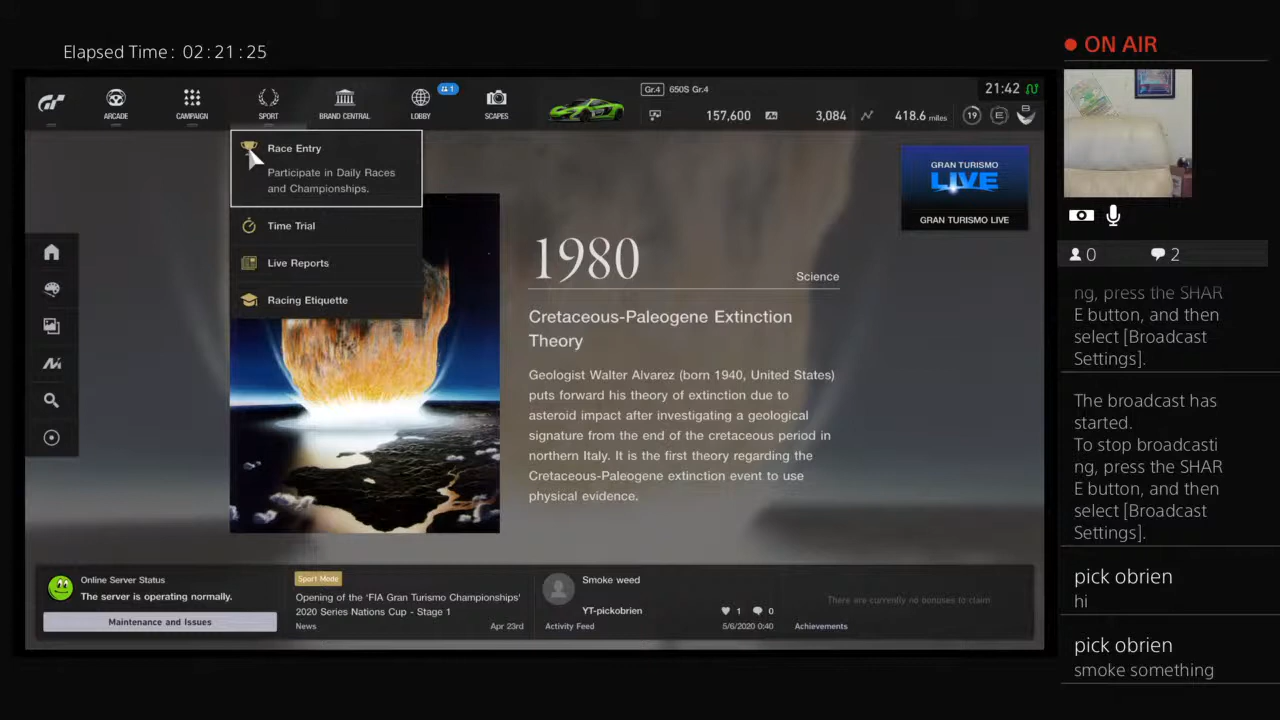 Elapsed Time: 02:21:25
ON AIR
ARCADE
CAMPAIGN
SPORT
BRAND CENTRAL
LOBBY
1
SCAPES
Gr.4 650S Gr.4
157,600
3,084
418.6 miles
21:42
19
E
Race Entry
Participate in Daily Races
and Championships.
Time Trial
Live Reports
Racing Etiquette
1980
Science
Cretaceous-Paleogene Extinction
Theory
Geologist Walter Alvarez (born 1940, United States)
puts forward his theory of extinction due to
asteroid impact after investigating a geological
signature from the end of the cretaceous period in
northern Italy. It is the first theory regarding the
Cretaceous-Paleogene extinction event to use
physical evidence.
GRAN TURISMO
LIVE
GRAN TURISMO LIVE
Online Server Status
The server is operating normally.
Maintenance and Issues
Sport Mode
Opening of the 'FIA Gran Turismo Championships'
2020 Series Nations Cup - Stage 1
News
Apr 23rd
Smoke weed
YT-pickobrien
1
0
Activity Feed
5/6/2020 0:40
There are currently no bonuses to claim
Achievements
0
2
ng, press the SHAR
E button, and then
select [Broadcast
Settings].
The broadcast has
started.
To stop broadcasti
ng, press the SHAR
E button, and then
select [Broadcast
Settings].
pick obrien
hi
pick obrien
smoke something